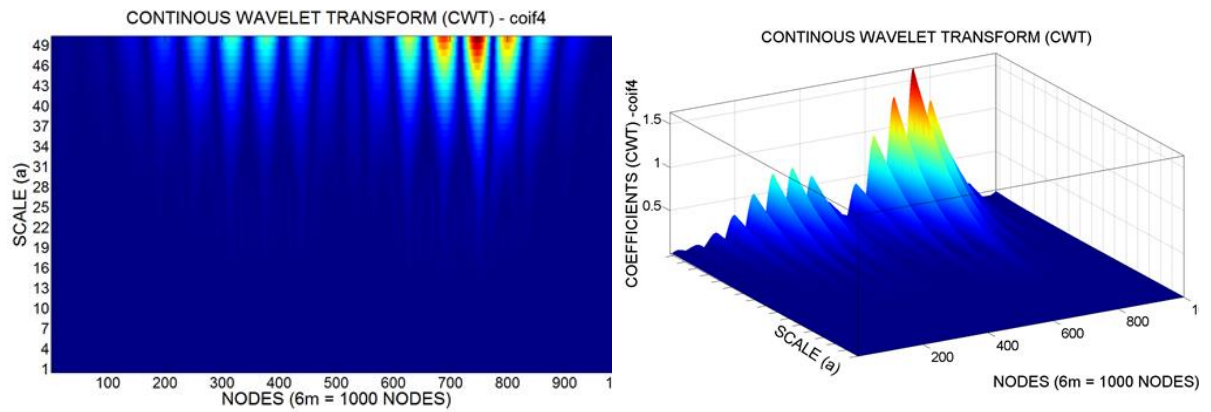 CONTINOUS WAVELET TRANSFORM (CWT) - coif4
SCALE (a)
49
46
43
40
37
34
31
28
25
22
19
16
13
10
7
4
1
100 200 300 400 500 600 700 800 900 1
NODES (6m = 1000 NODES)
CONTINOUS WAVELET TRANSFORM (CWT)
COEFFICIENTS (CWT) -coif4
1.5
1
0.5
SCALE (a)
200 400 600 800 1
NODES (6m = 1000 NODES)